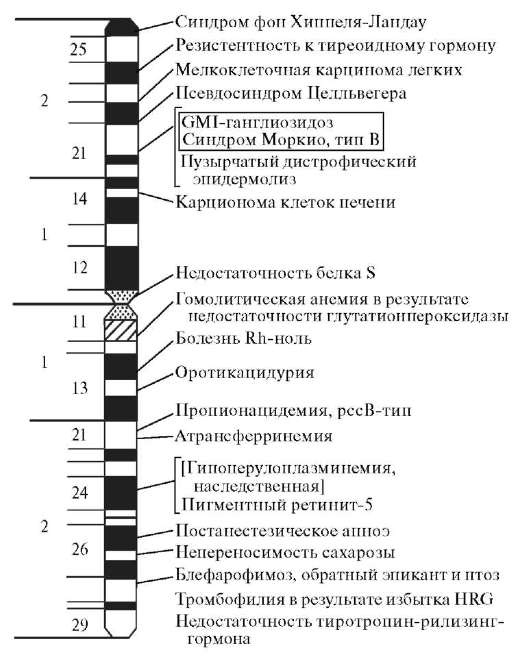 Синдром фон Хиппеля-Ландау
25
Резистентность к тиреоидному гормону
Мелкоклеточная карцинома легких
2
Псевдосиндром Целльвегера
GMI-ганглиозидоз
Синдром Моркио, тип В
21
Пузырчатый дистрофический
эпидермолиз
14
Карционома клеток печени
1
12
Недостаточность белка S
Гомолитическая анемия в результате
недостаточности глутатионпероксидазы
11
Болезнь Rh-ноль
1
Оротикацидурия
13
Пропионацидемия, рссВ-тип
21
Атрансферринемия
[Гипоперулоплазминемия,
наследственная]
24
Пигментный ретинит-5
2
Постанестезическое апноэ
26
Непереносимость сахарозы
Блефарофимоз, обратный эпикант и птоз
Тромбофилия в результате избытка HRG
29
Недостаточность тиротропин-рилизинг-
гормона